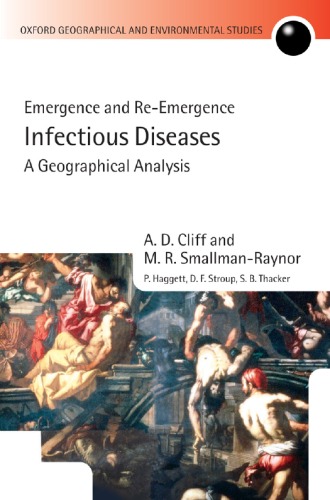 OXFORD GEOGRAPHICAL AND ENVIRONMENTAL STUDIES
Emergence and Re-Emergence
Infectious Diseases
A Geographical Analysis
A. D. Cliff and
M. R. Smallman-Raynor
P. Haggett, D. F. Stroup, S. B. Thacker